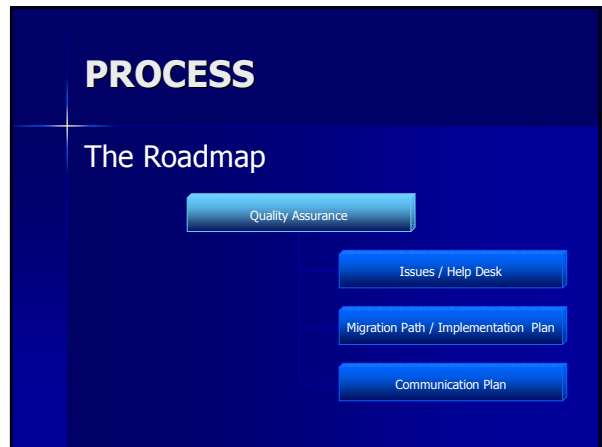 PROCESS
The Roadmap
Quality Assurance
Issues / Help Desk
Migration Path / Implementation Plan
Communication Plan